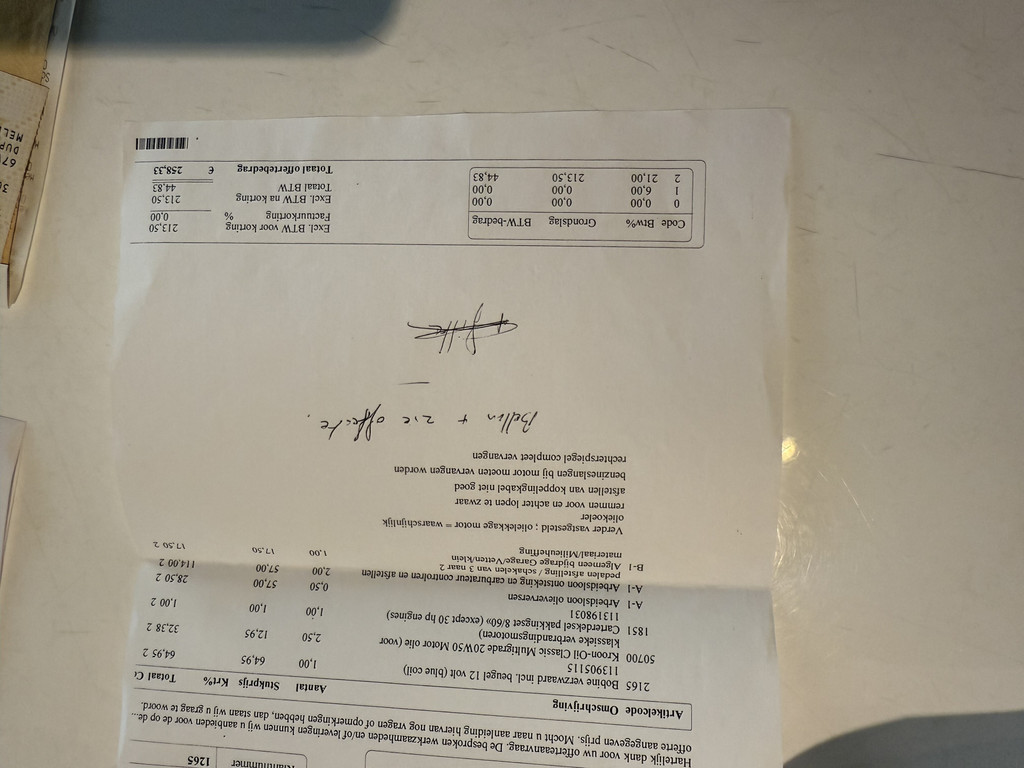 Klantnummer 1265
Hartelijk dank voor uw offerteaanvraag. De besproken werkzaamheden en/of leveringen kunnen wij u aanbieden voor de op de
offerte aangegeven prijs. Mocht u naar aanleiding hiervan nog vragen of opmerkingen hebben, dan staan wij u graag te woord.
Artikelcode Omschrijving Aantal Stukprijs Krt% Totaal
2165 Bobine verzwaard incl. beugel 12 volt (blue coil) 1,00 64,95 64,95 2
113905115
50700 Kroon-Oil Classic Multigrade 20W50 Motor olie (voor 2,50 12,95 32,38 2
klassieke verbrandingsmotoren)
1851 Carterdeksel pakkingset 8/60» (except 30 hp engines) 1,00 1,00 1,00 2
113198031
A-1 Arbeidsloon olieverversen 0,50 57,00 28,50 2
A-1 Arbeidsloon ontsteking en carburateur controlren en afstellen 2,00 57,00 114,00 2
pedalen afstelling / schakelen van 3 naar 2
B-1 Algemeen bijdrage Garage/Vetten/klein 1,00 17,50 17,50 2
materiaal/Milieuheffing
Verder vastgesteld ; olielekkage motor = waarschijnlijk
oliekoeler
remmen voor en achter lopen te zwaar
afstellen van koppelingkabel niet goed
benzineslangen bij motor moeten vervangen worden
rechterspiegel compleet vervangen
+ zie offerte.
Code Btw% Grondslag BTW-bedrag
0 0,00 0,00 0,00
1 6,00 0,00 0,00
2 21,00 213,50 44,83
Excl. BTW voor korting 213,50
Factuurkorting % 0,00
Excl. BTW na korting 213,50
Totaal BTW 44,83
Totaal offertebedrag € 258,33